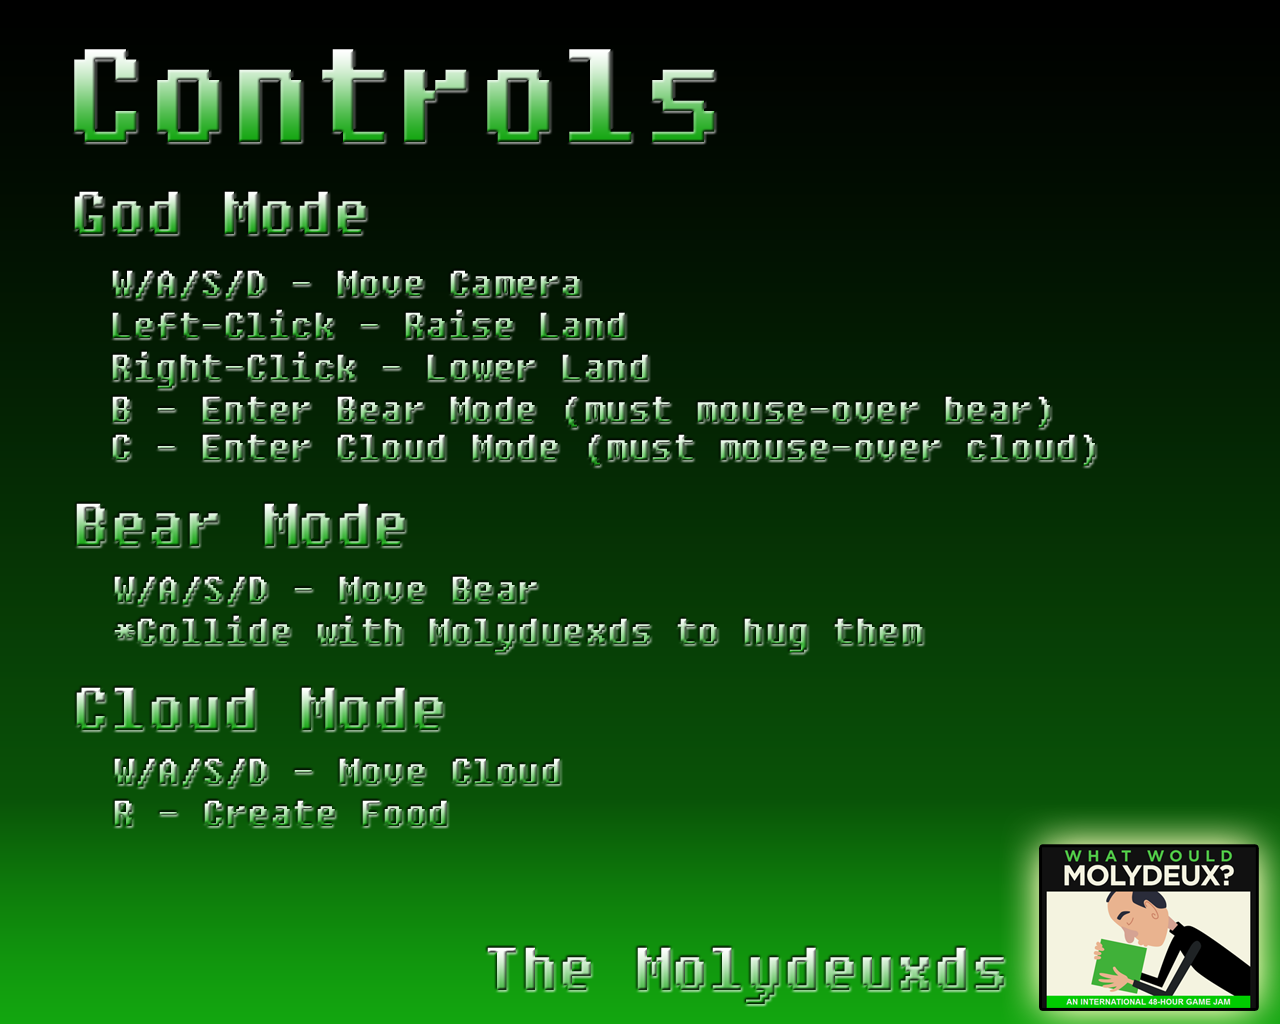 Controls
God Mode
W/A/S/D - Move Camera
Left-Click - Raise Land
Right-Click - Lower Land
B - Enter Bear Mode (must mouse-over bear)
C - Enter Cloud Mode (must mouse-over cloud)
Bear Mode
W/A/S/D - Move Bear
*Collide with Molyduexds to hug them
Cloud Mode
W/A/S/D - Move Cloud
R - Create Food
The Molydeuxds
WHAT WOULD
MOLYDEUX?
AN INTERNATIONAL 48-HOUR GAME JAM